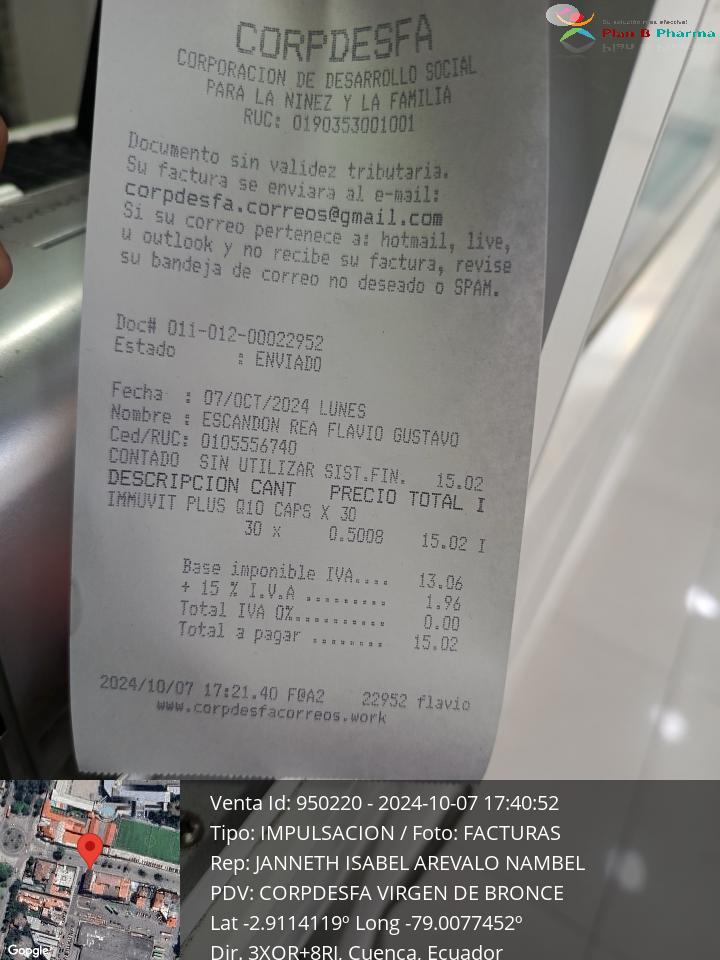 Su solución más efectiva!
Plan B Pharma
CORPDESFA
CORPORACION DE DESARROLLO SOCIAL
PARA LA NINEZ Y LA FAMILIA
RUC: 0190353001001
Documento sin validez tributaria.
Su factura se enviara al e-mail:
corpdesfa.correos@gmail.com
Si su correo pertenece a: hotmail, live,
u outlook y no recibe su factura, revise
su bandeja de correo no deseado o SPAM.
Doc# 011-012-00022952
Estado : ENVIADO
Fecha : 07/OCT/2024 LUNES
Nombre : ESCANDON REA FLAVIO GUSTAVO
Ced/RUC: 0105556740
CONTADO SIN UTILIZAR SIST.FIN. 15.02
DESCRIPCION CANT PRECIO TOTAL I
IMMUVIT PLUS Q10 CAPS X 30
30 x 0.5008 15.02 I
Base imponible IVA.... 13.06
+ 15 % I.V.A ......... 1.96
Total IVA 0%.......... 0.00
Total a pagar ........ 15.02
2024/10/07 17:21.40 F@A2 22952 flavio
www.corpdesfacorreos.work
Venta Id: 950220 - 2024-10-07 17:40:52
Tipo: IMPULSACION / Foto: FACTURAS
Rep: JANNETH ISABEL AREVALO NAMBEL
PDV: CORPDESFA VIRGEN DE BRONCE
Lat -2.9114119º Long -79.0077452º
Dir. 3XQR+8RJ, Cuenca, Ecuador
Google